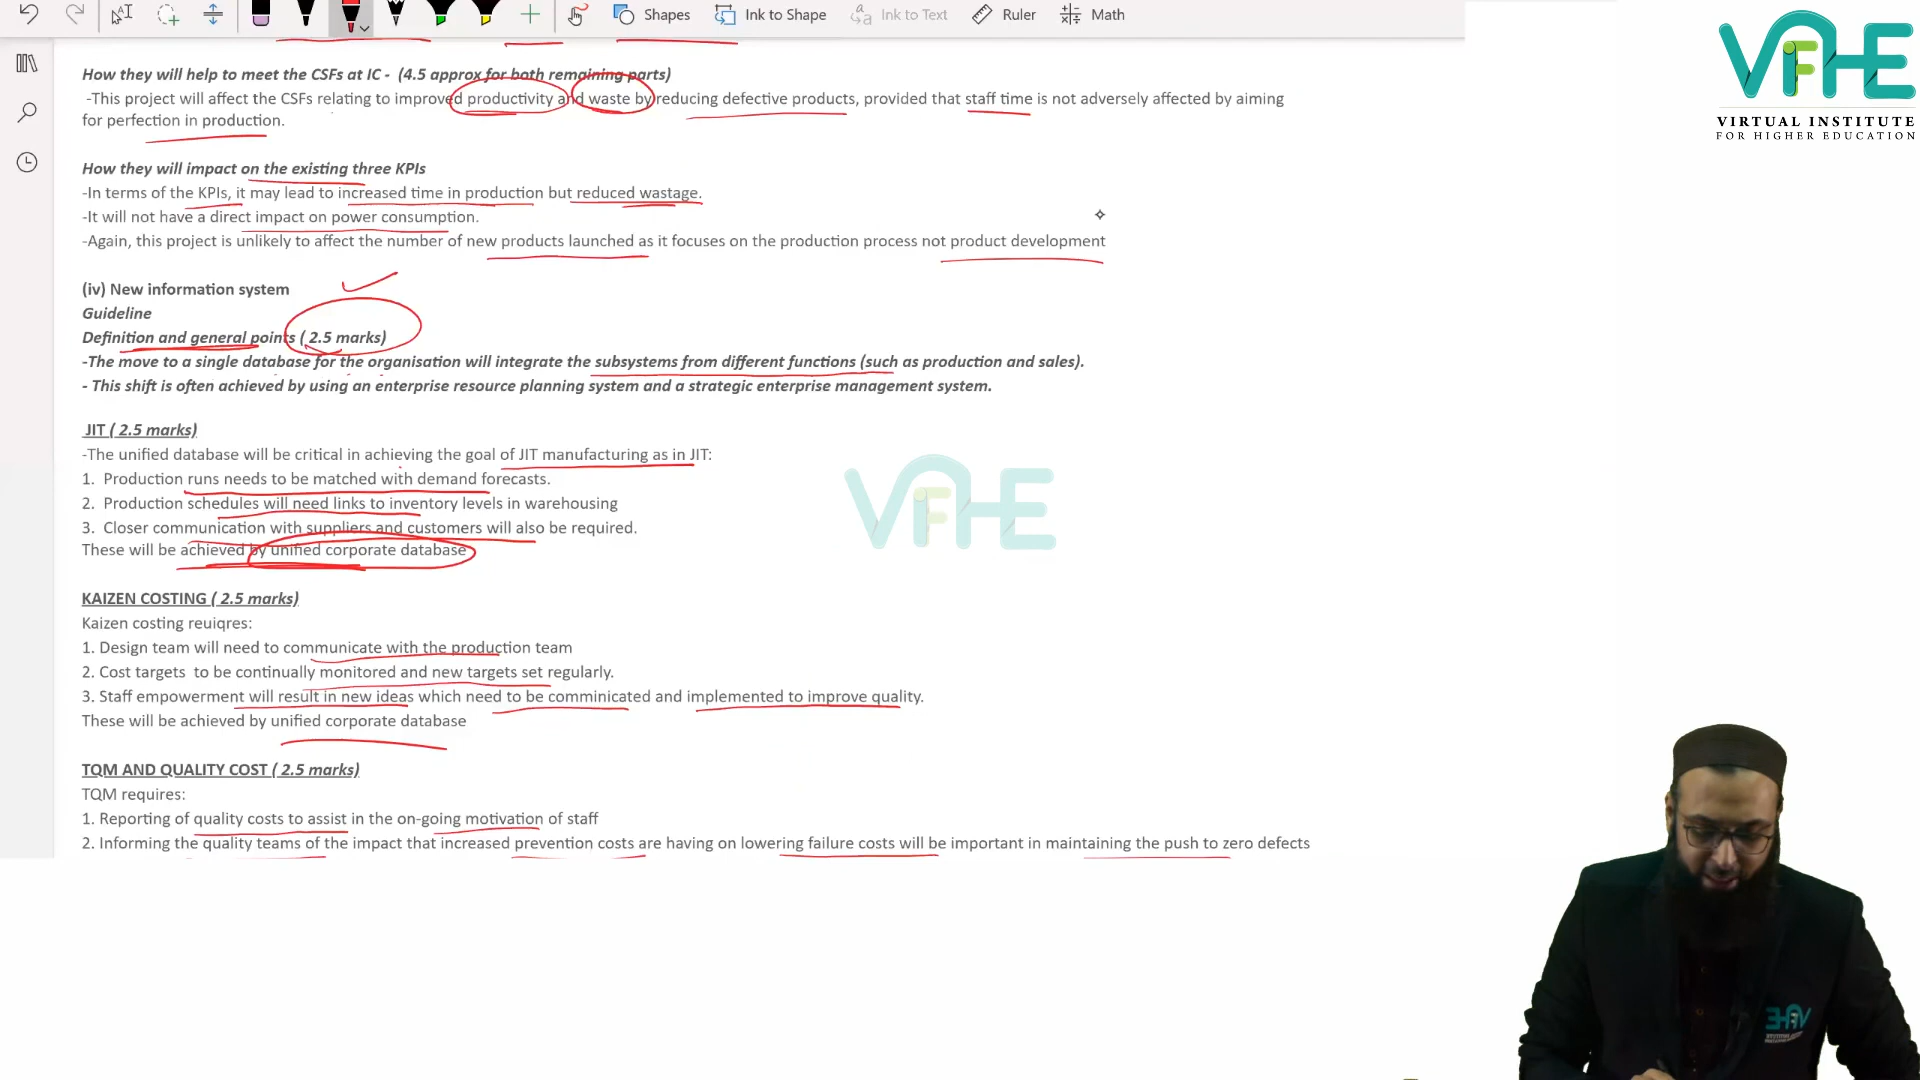 Shapes
Ink to Shape
Ink to Text
Ruler
Math
VFHE
VIRTUAL INSTITUTE
FOR HIGHER EDUCATION
How they will help to meet the CSFs at IC - (4.5 approx for both remaining parts)
-This project will affect the CSFs relating to improved productivity and waste by reducing defective products, provided that staff time is not adversely affected by aiming
for perfection in production.
How they will impact on the existing three KPIs
-In terms of the KPIs, it may lead to increased time in production but reduced wastage.
-It will not have a direct impact on power consumption.
-Again, this project is unlikely to affect the number of new products launched as it focuses on the production process not product development
(iv) New information system
Guideline
Definition and general points ( 2.5 marks)
-The move to a single database for the organisation will integrate the subsystems from different functions (such as production and sales).
- This shift is often achieved by using an enterprise resource planning system and a strategic enterprise management system.
JIT ( 2.5 marks)
-The unified database will be critical in achieving the goal of JIT manufacturing as in JIT:
1. Production runs needs to be matched with demand forecasts.
2. Production schedules will need links to inventory levels in warehousing
3. Closer communication with suppliers and customers will also be required.
These will be achieved by unified corporate database
VFHE
KAIZEN COSTING ( 2.5 marks)
Kaizen costing reuiqres:
1. Design team will need to communicate with the production team
2. Cost targets to be continually monitored and new targets set regularly.
3. Staff empowerment will result in new ideas which need to be comminicated and implemented to improve quality.
These will be achieved by unified corporate database
TQM AND QUALITY COST ( 2.5 marks)
TQM requires:
1. Reporting of quality costs to assist in the on-going motivation of staff
2. Informing the quality teams of the impact that increased prevention costs are having on lowering failure costs will be important in maintaining the push to zero defects